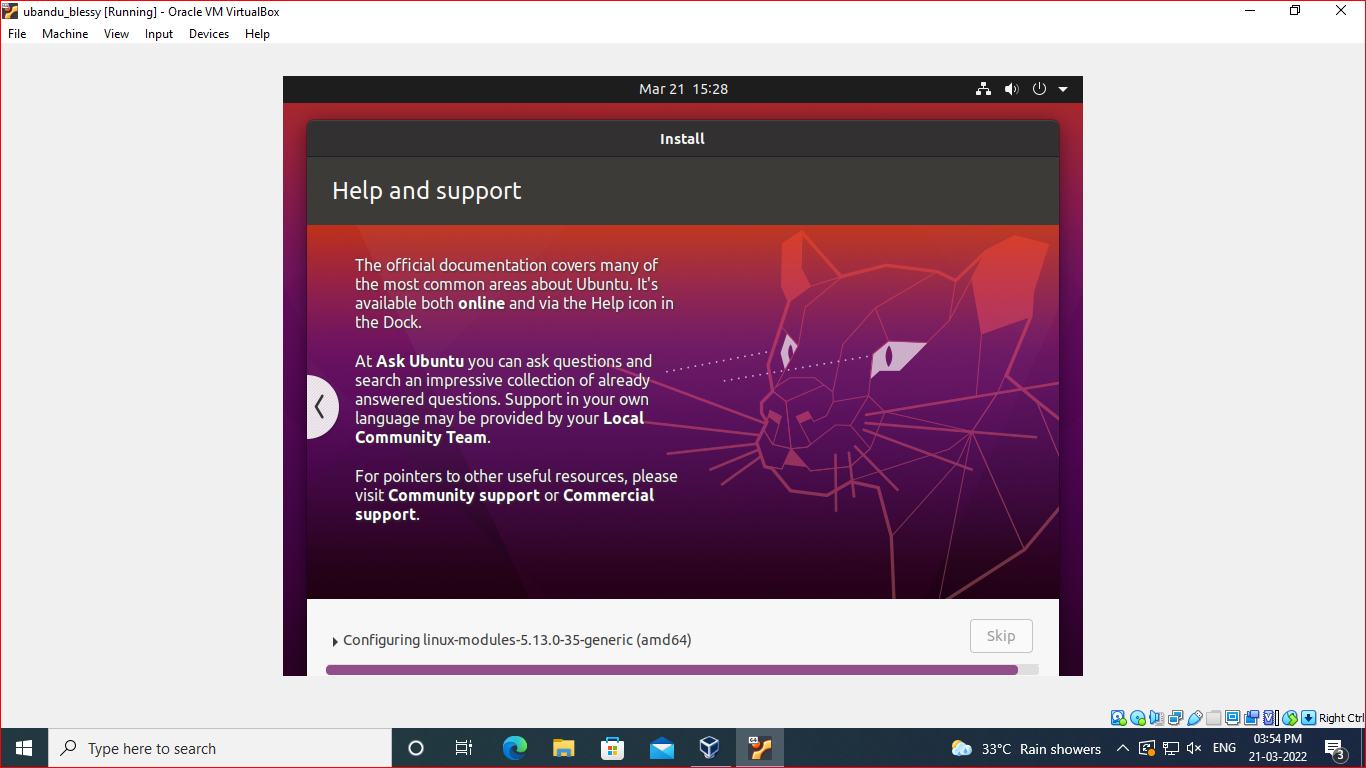 ubandu_blessy [Running] - Oracle VM VirtualBox
File Machine View Input Devices Help
Mar 21 15:28
Install
Help and support
The official documentation covers many of
the most common areas about Ubuntu. It's
available both online and via the Help icon in
the Dock.
At Ask Ubuntu you can ask questions and
search an impressive collection of already
answered questions. Support in your own
language may be provided by your Local
Community Team.
For pointers to other useful resources, please
visit Community support or Commercial
support.
Configuring linux-modules-5.13.0-35-generic (amd64)
Skip
Right Ctrl
Type here to search
64
33°C Rain showers
ENG
03:54 PM
21-03-2022
3